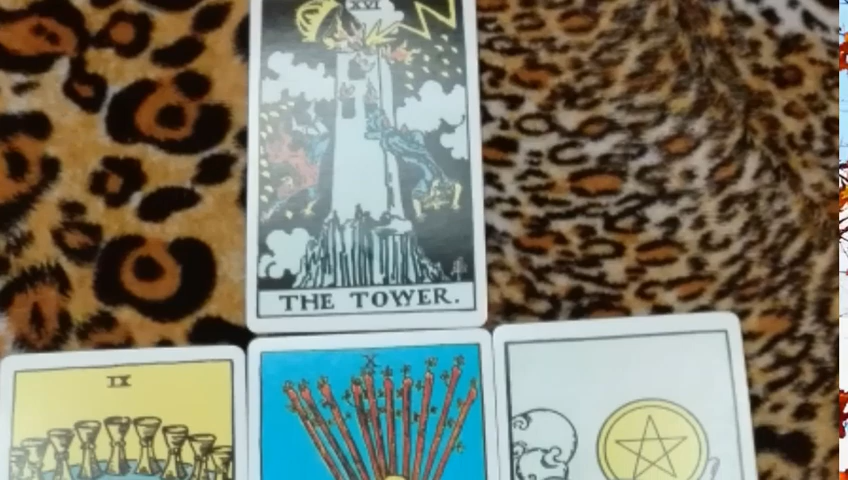 XVI
THE TOWER.
IX
X